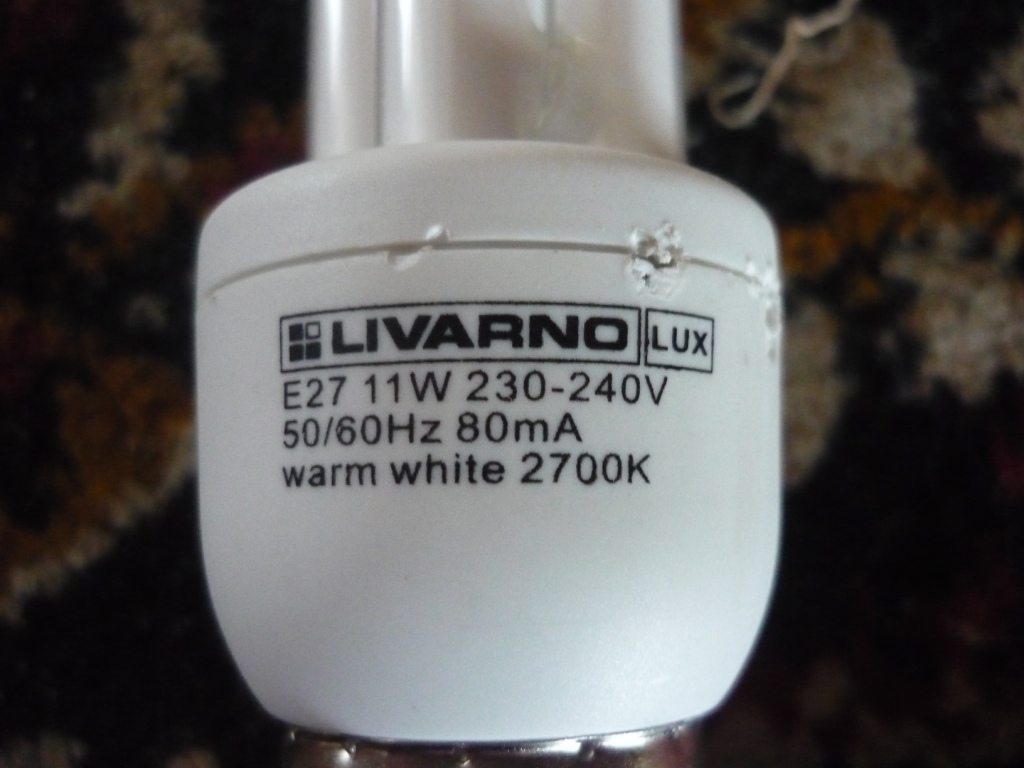 LIVARNO LUX
E27 11W 230-240V
50/60Hz 80mA
warm white 2700K